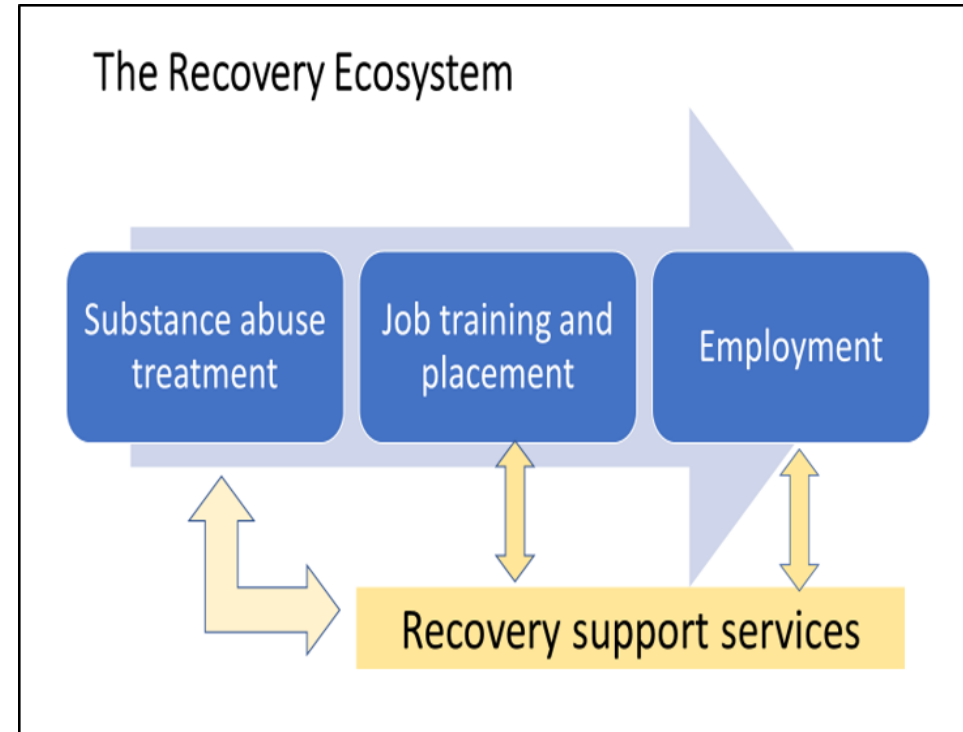 The Recovery Ecosystem
Substance abuse
treatment
Job training and
placement
Employment
Recovery support services